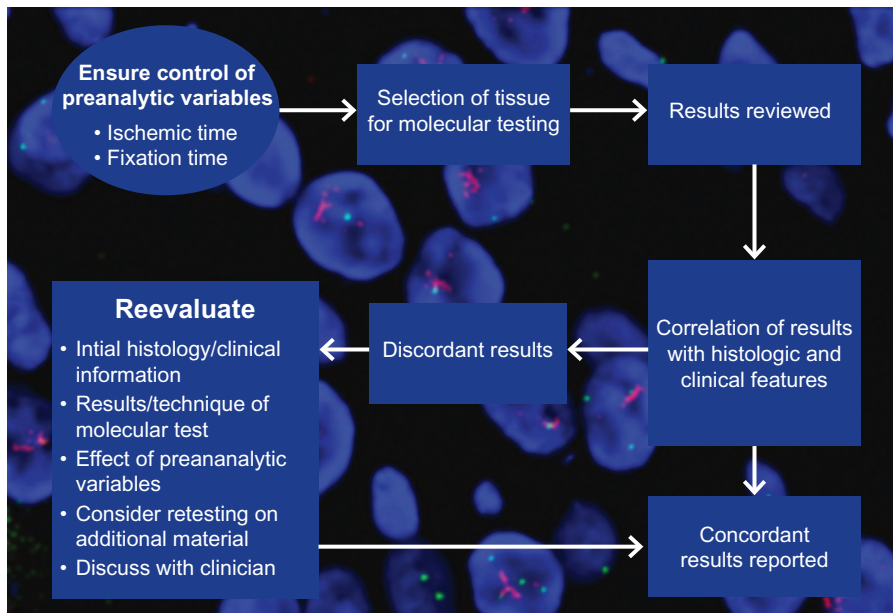 Ensure control of
preanalytic variables
• Ischemic time
• Fixation time
Selection of tissue
for molecular testing
Results reviewed
Correlation of results
with histologic and
clinical features
Discordant results
Reevaluate
• Intial histology/clinical
information
• Results/technique of
molecular test
• Effect of preananalytic
variables
• Consider retesting on
additional material
• Discuss with clinician
Concordant
results reported